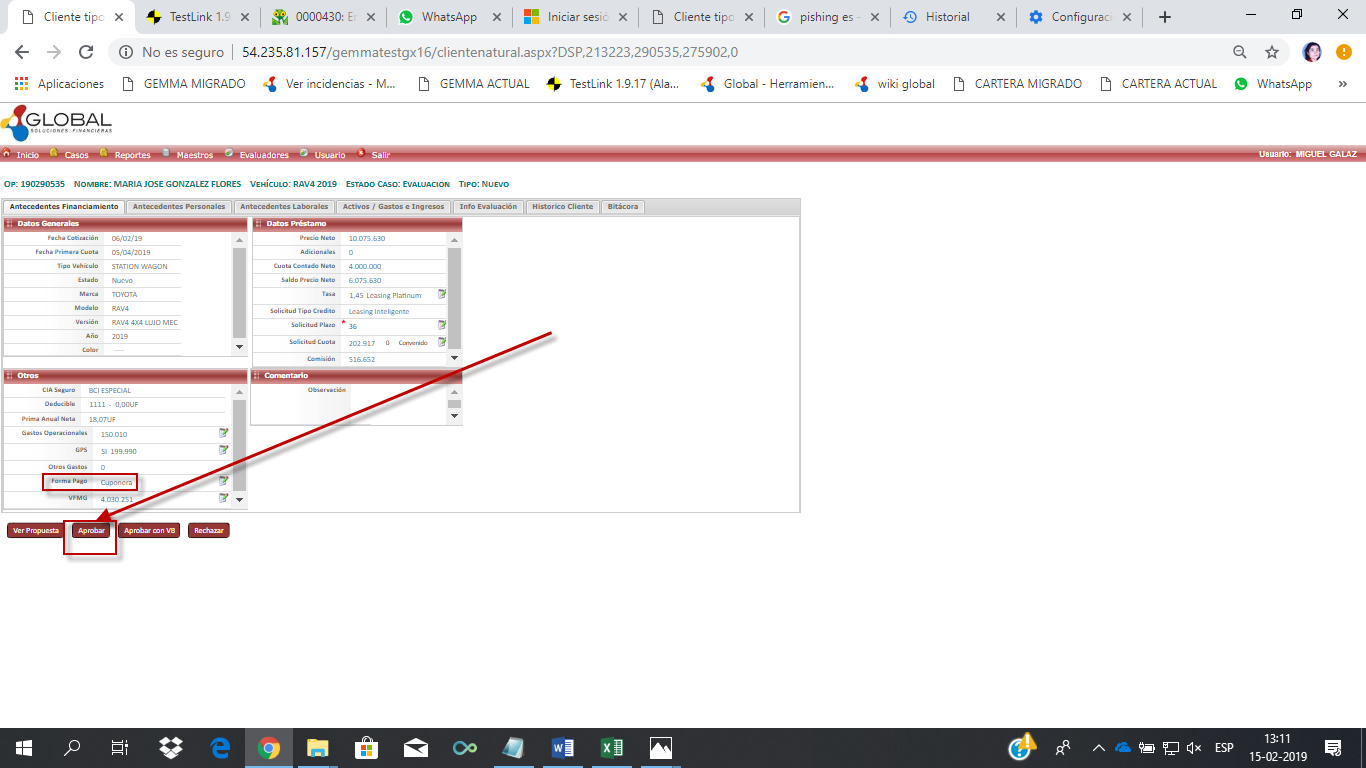 Cliente tipo
TestLink 1.9
0000430: Er
WhatsApp
Iniciar sesió
Cliente tipo
pishing es -
Historial
Configuraci
No es seguro | 54.235.81.157/gemmatestgx16/clientenatural.aspx?DSP,213223,290535,275902,0
Aplicaciones
GEMMA MIGRADO
Ver incidencias - M...
GEMMA ACTUAL
TestLink 1.9.17 (Ala...
Global - Herramien...
wiki global
CARTERA MIGRADO
CARTERA ACTUAL
WhatsApp
»
GLOBAL
SOLUCIONES FINANCIERAS
Inicio Casos Reportes Maestros Evaluadores Usuario Salir
Usuario: MIGUEL GALAZ
Op: 190290535 Nombre: MARIA JOSE GONZALEZ FLORES Vehículo: RAV4 2019 Estado Caso: Evaluacion Tipo: Nuevo
Antecedentes Financiamiento
Antecedentes Personales
Antecedentes Laborales
Activos / Gastos e Ingresos
Info Evaluación
Historico Cliente
Bitácora
Datos Generales
Fecha Cotización 06/02/19
Fecha Primera Cuota 05/04/2019
Tipo Vehículo STATION WAGON
Estado Nuevo
Marca TOYOTA
Modelo RAV4
Versión RAV4 4X4 LUJO MEC
Año 2019
Color ----
Datos Préstamo
Precio Neto 10.075.630
Adicionales 0
Cuota Contado Neto 4.000.000
Saldo Precio Neto 6.075.630
Tasa 1,45 Leasing Platinum
Solicitud Tipo Credito Leasing Inteligente
Solicitud Plazo * 36
Solicitud Cuota 202.917 0 Convenido
Comisión 516.652
Otros
CIA Seguro BCI ESPECIAL
Deducible 1111 - 0,00UF
Prima Anual Neta 18,07UF
Gastos Operacionales 150.010
GPS SI 199.990
Otros Gastos 0
Forma Pago Cuponera
VFMG 4.030.251
Comentario
Observación
Ver Propuesta
Aprobar
Aprobar con VB
Rechazar
ESP
13:11
15-02-2019